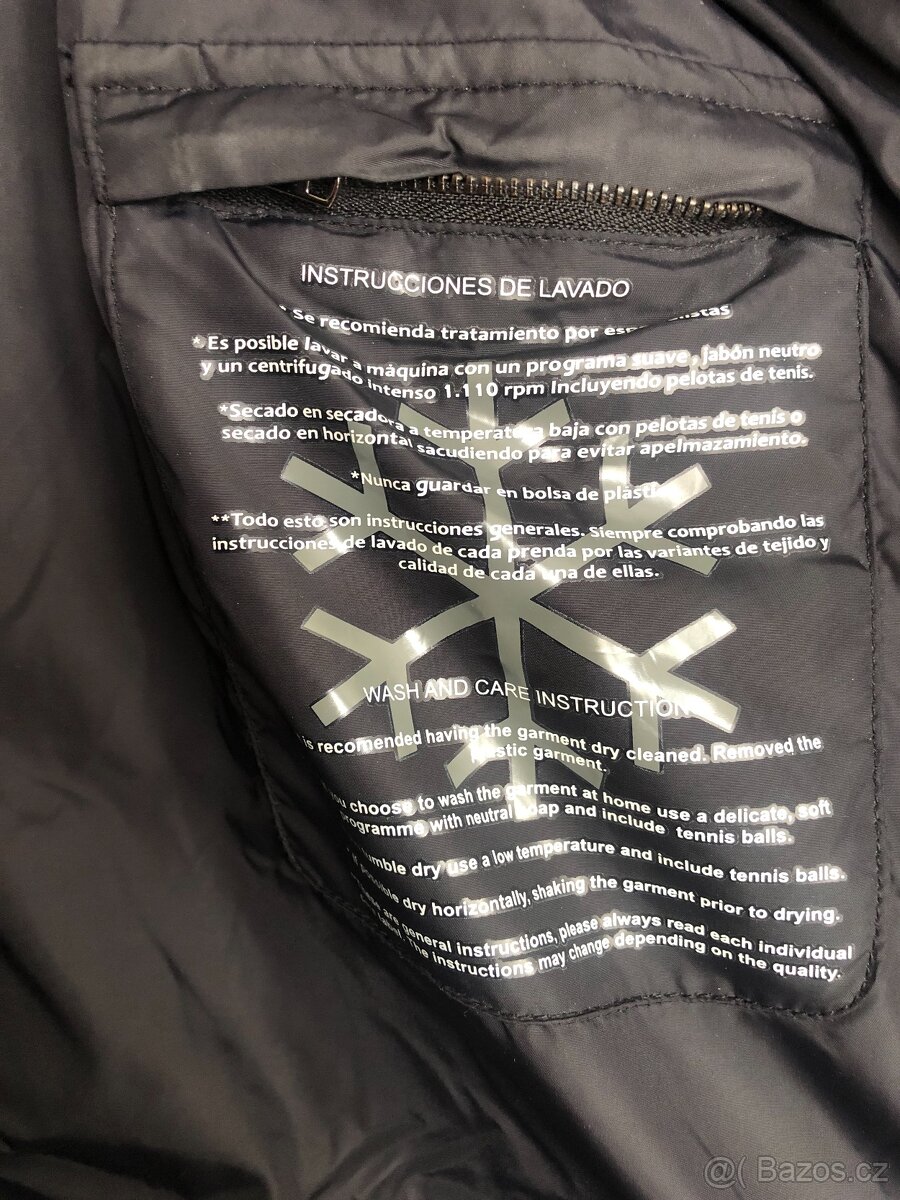 INSTRUCCIONES DE LAVADO
* Se recomienda tratamiento por
*Es posible lavar a máquina con un programa suave, jabón neutro
y un centrifugado intenso 1.110 rpm Incluyendo pelotas de tenis.
*Secado en secadora a temperatura baja con pelotas de tenis o
secado en horizontal sacudiendo para evitar apelmazamiento.
*Nunca guardar en bolsa de
**Todo esto son instrucciones generales. Siempre comprobando las
instrucciones de lavado de cada prenda por las variantes de tejido y
calidad de cada una de ellas.
WASH AND CARE INSTRUCTION
is recomended having the garment dry cleaned. Removed the
garment.
choose to wash the garment at home use a delicate, soft
programme with neutral soap and include tennis balls.
tumble dry use a low temperature and include tennis balls.
possible dry horizontally, shaking the garment prior to drying.
are general instructions, please always read each individual
label. The instructions may change depending on the quality.
@( Bazos.cz